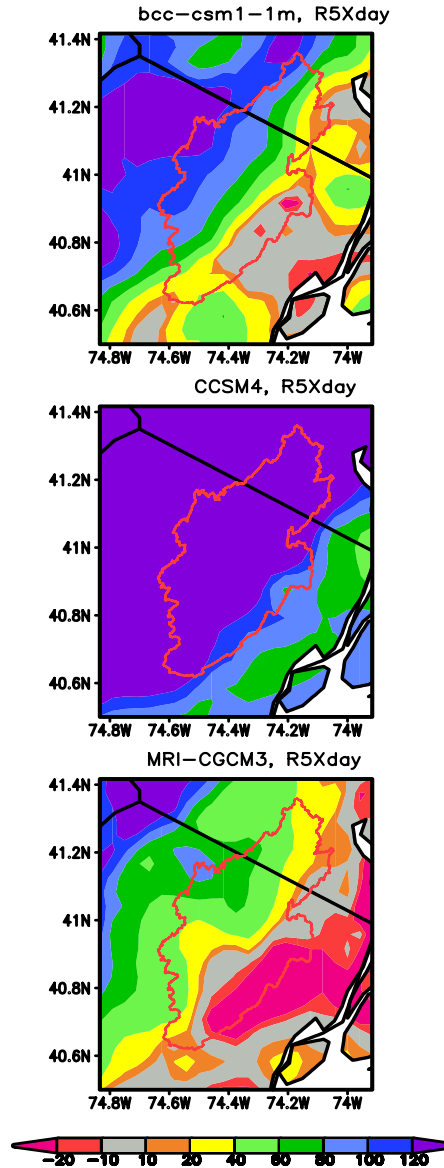 bcc-csm1-1m, R5Xday
41.4N
41.2N
41N
40.8N
40.6N
74.8W 74.6W 74.4W 74.2W 74W
CCSM4, R5Xday
41.4N
41.2N
41N
40.8N
40.6N
74.8W 74.6W 74.4W 74.2W 74W
MRI-CGCM3, R5Xday
41.4N
41.2N
41N
40.8N
40.6N
74.8W 74.6W 74.4W 74.2W 74W
-20 -10 10 20 40 60 80 100 120